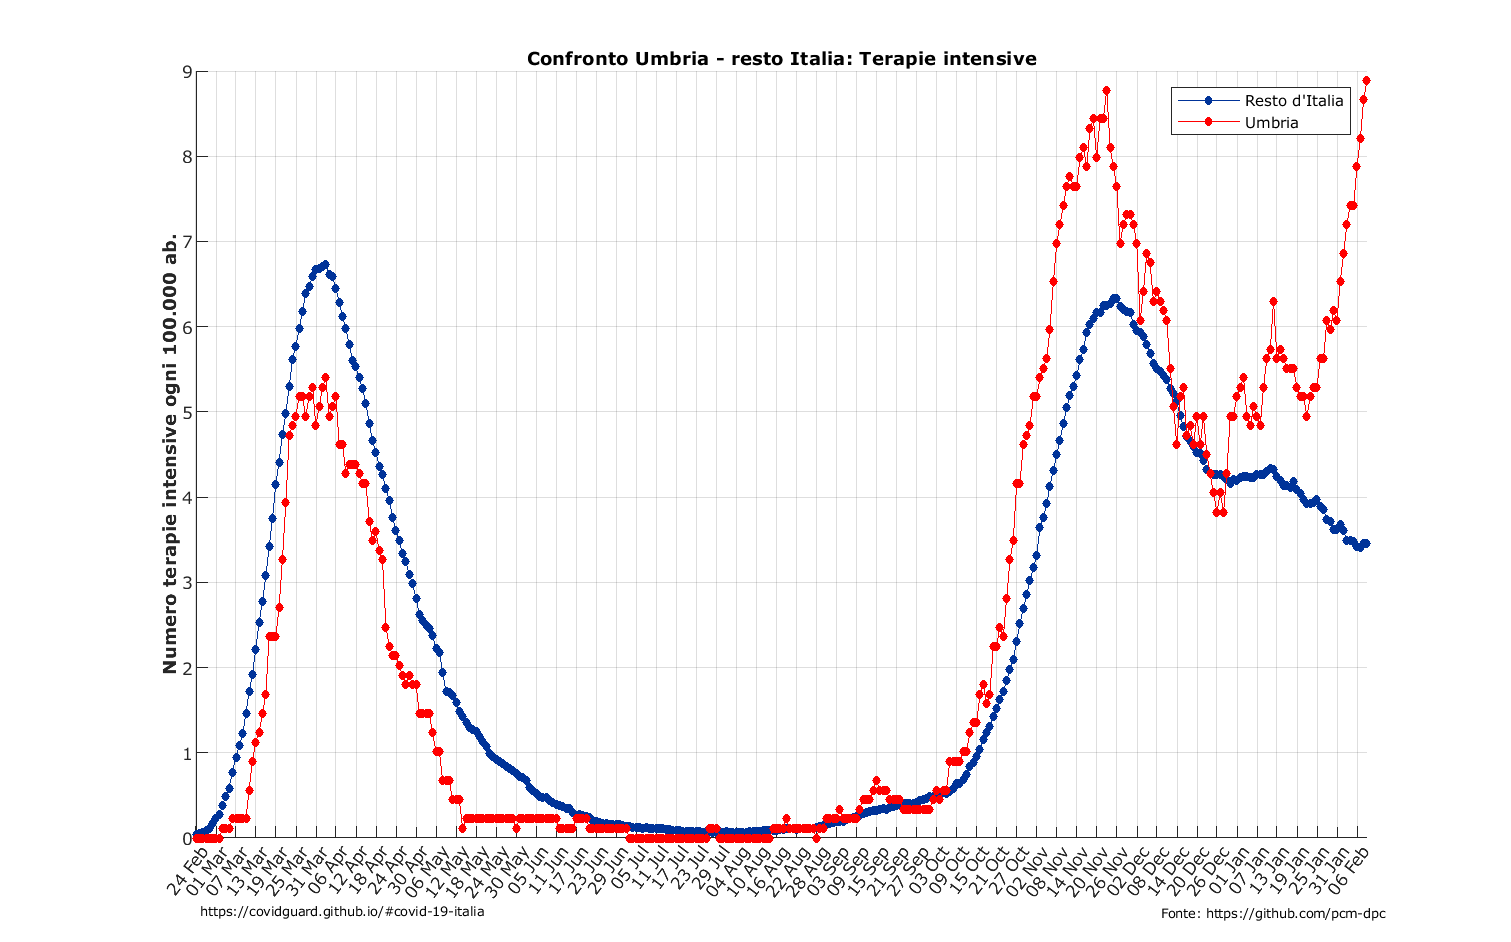 Confronto Umbria - resto Italia: Terapie intensive
Resto d'Italia
Umbria
Numero terapie intensive ogni 100.000 ab.
9
8
7
6
5
4
3
2
1
0
24 Feb
01 Mar
07 Mar
13 Mar
19 Mar
25 Mar
31 Mar
06 Apr
12 Apr
18 Apr
24 Apr
30 Apr
06 May
12 May
18 May
24 May
30 May
05 Jun
11 Jun
17 Jun
23 Jun
29 Jun
05 Jul
11 Jul
17 Jul
23 Jul
29 Jul
04 Aug
10 Aug
16 Aug
22 Aug
28 Aug
03 Sep
09 Sep
15 Sep
21 Sep
27 Sep
03 Oct
09 Oct
15 Oct
21 Oct
27 Oct
02 Nov
08 Nov
14 Nov
20 Nov
26 Nov
02 Dec
08 Dec
14 Dec
20 Dec
26 Dec
01 Jan
07 Jan
13 Jan
19 Jan
25 Jan
31 Jan
06 Feb
https://covidguard.github.io/#covid-19-italia
Fonte: https://github.com/pcm-dpc